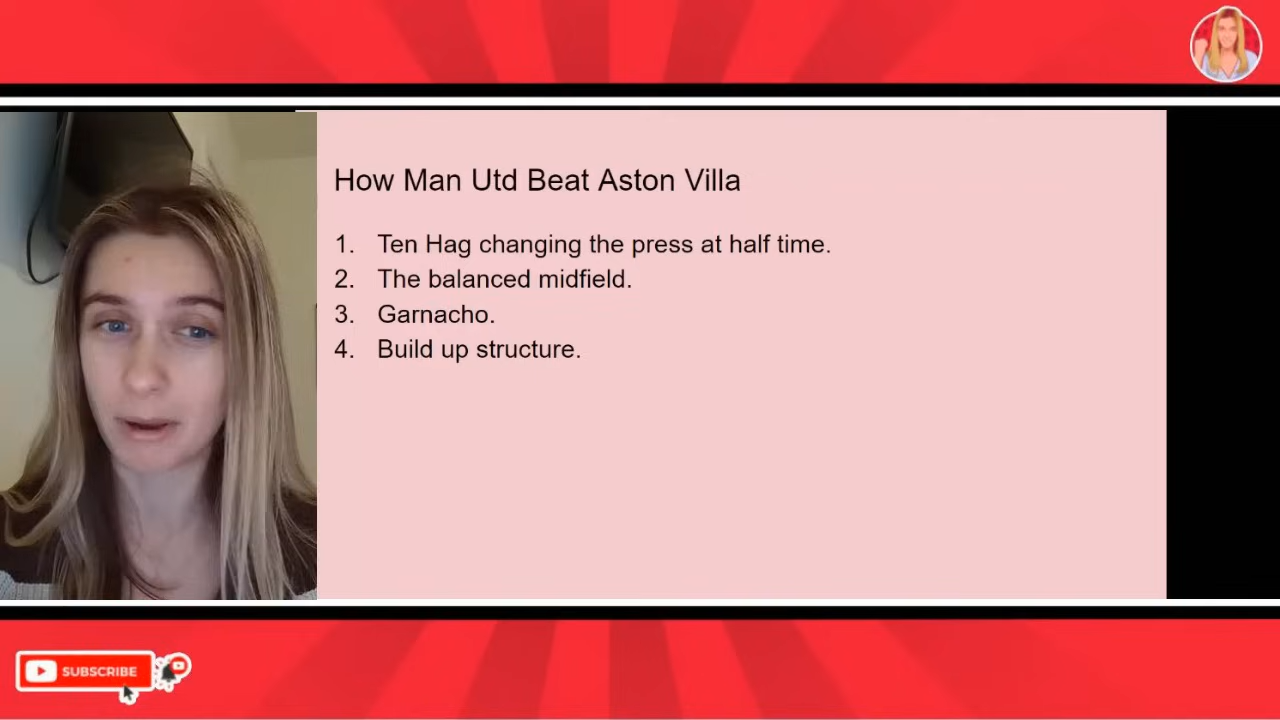 How Man Utd Beat Aston Villa
1. Ten Hag changing the press at half time.
2. The balanced midfield.
3. Garnacho.
4. Build up structure.
SUBSCRIBE